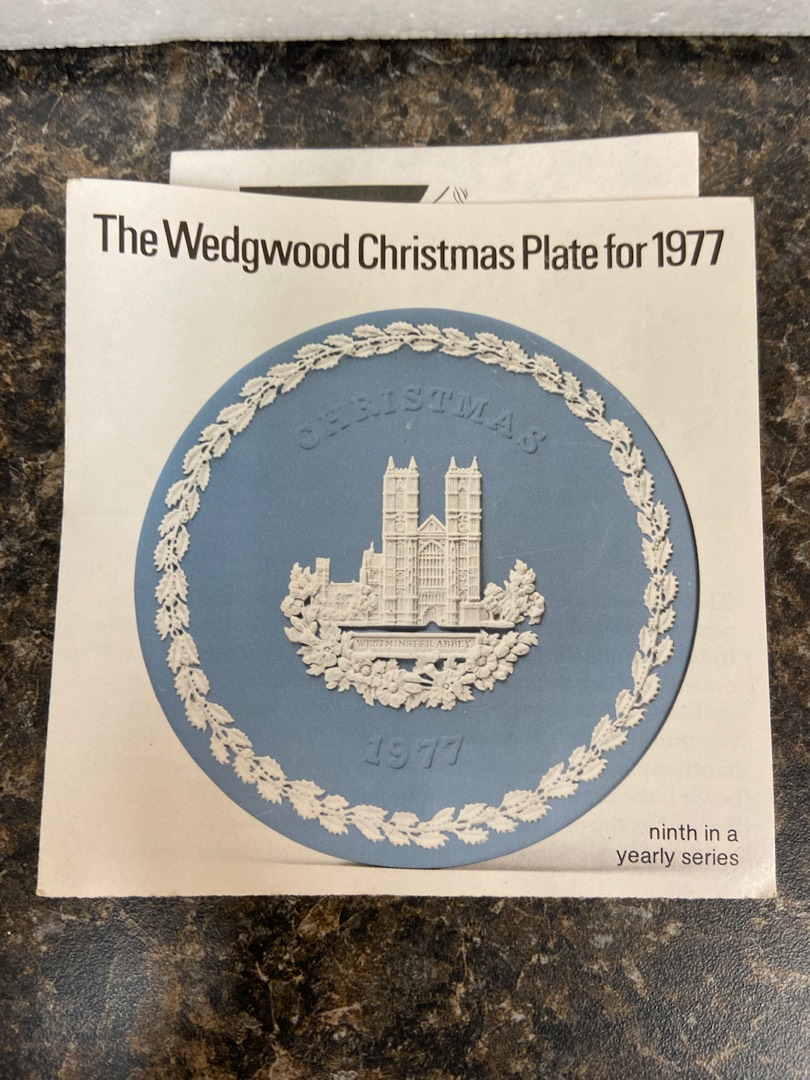 The Wedgwood Christmas Plate for 1977
CHRISTMAS
WESTMINSTER ABBEY
1977
ninth in a
yearly series